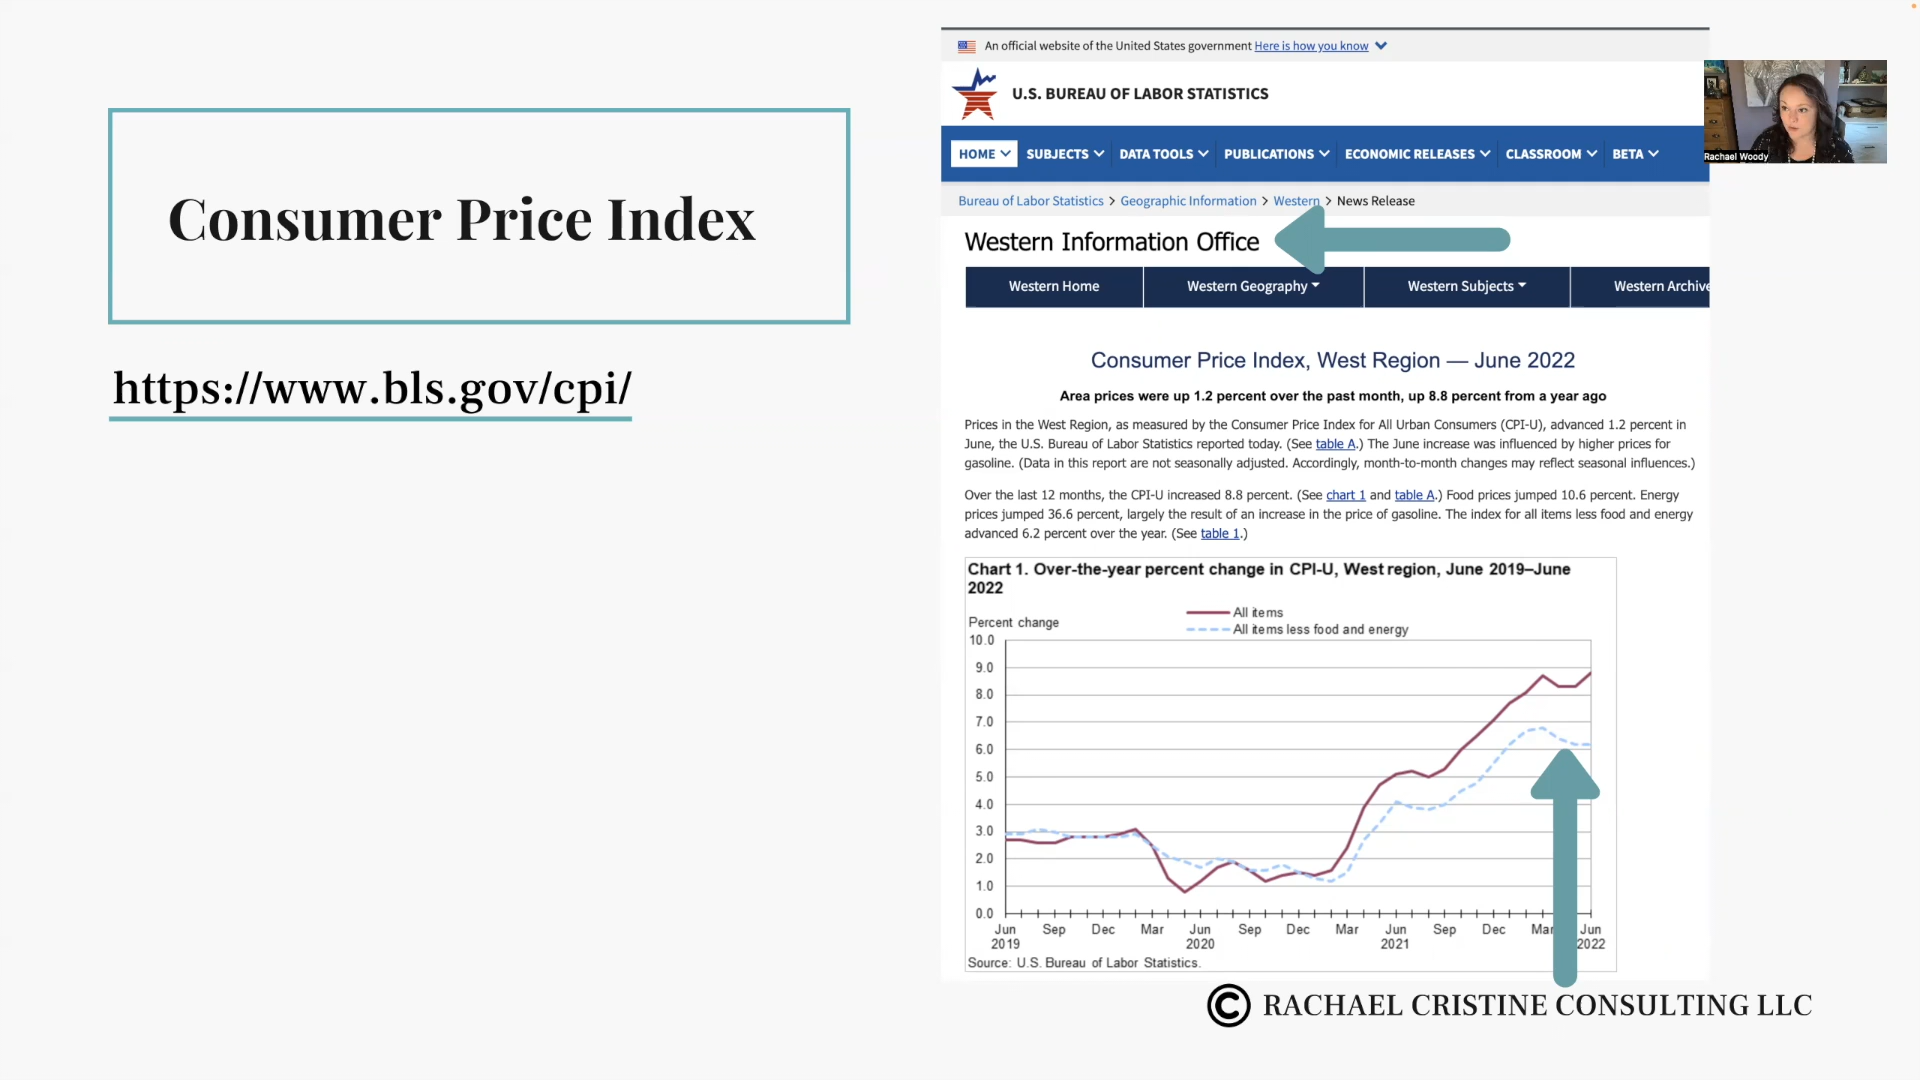 Consumer Price Index
https://www.bls.gov/cpi/
An official website of the United States government Here is how you know
U.S. BUREAU OF LABOR STATISTICS
HOME SUBJECTS DATA TOOLS PUBLICATIONS ECONOMIC RELEASES CLASSROOM BETA
Rachael Woody
Bureau of Labor Statistics > Geographic Information > Western > News Release
Western Information Office
Western Home Western Geography Western Subjects Western Archive
Consumer Price Index, West Region — June 2022
Area prices were up 1.2 percent over the past month, up 8.8 percent from a year ago
Prices in the West Region, as measured by the Consumer Price Index for All Urban Consumers (CPI-U), advanced 1.2 percent in
June, the U.S. Bureau of Labor Statistics reported today. (See table A.) The June increase was influenced by higher prices for
gasoline. (Data in this report are not seasonally adjusted. Accordingly, month-to-month changes may reflect seasonal influences.)
Over the last 12 months, the CPI-U increased 8.8 percent. (See chart 1 and table A.) Food prices jumped 10.6 percent. Energy
prices jumped 36.6 percent, largely the result of an increase in the price of gasoline. The index for all items less food and energy
advanced 6.2 percent over the year. (See table 1.)
Chart 1. Over-the-year percent change in CPI-U, West region, June 2019–June
2022
All items
Percent change
All items less food and energy
10.0
9.0
8.0
7.0
6.0
5.0
4.0
3.0
2.0
1.0
0.0
Jun Sep Dec Mar Jun Sep Dec Mar Jun Sep Dec Mar Jun
2019 2020 2021 2022
Source: U.S. Bureau of Labor Statistics.
© RACHAEL CRISTINE CONSULTING LLC